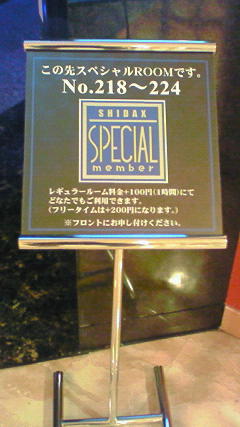 この先スペシャルROOMです。
No.218〜224
SHIDAX
SPECIAL
member
レギュラールーム料金+100円(1時間)にて
どなたでもご利用できます。
(フリータイムは+200円になります。)
※フロントにお申し付けください。